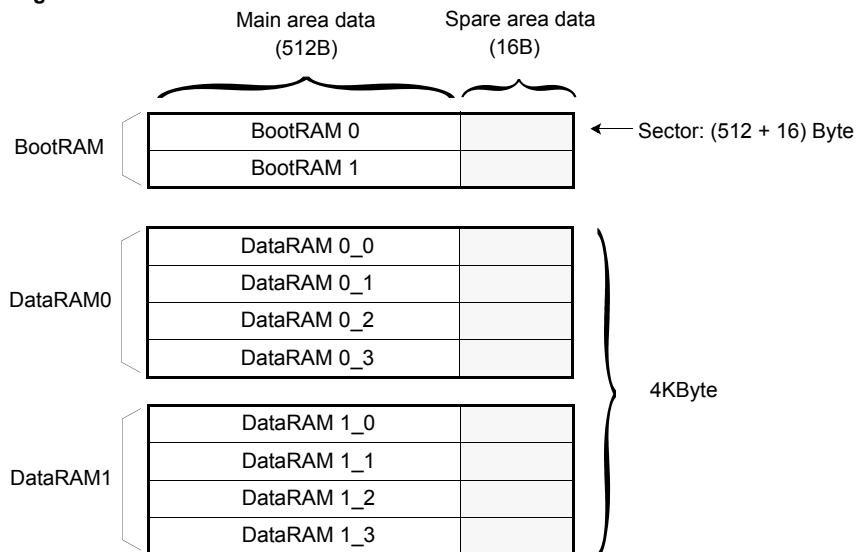 Main area data
(512B)
Spare area data
(16B)
BootRAM
BootRAM 0
BootRAM 1
Sector: (512 + 16) Byte
DataRAM0
DataRAM 0_0
DataRAM 0_1
DataRAM 0_2
DataRAM 0_3
4KByte
DataRAM1
DataRAM 1_0
DataRAM 1_1
DataRAM 1_2
DataRAM 1_3